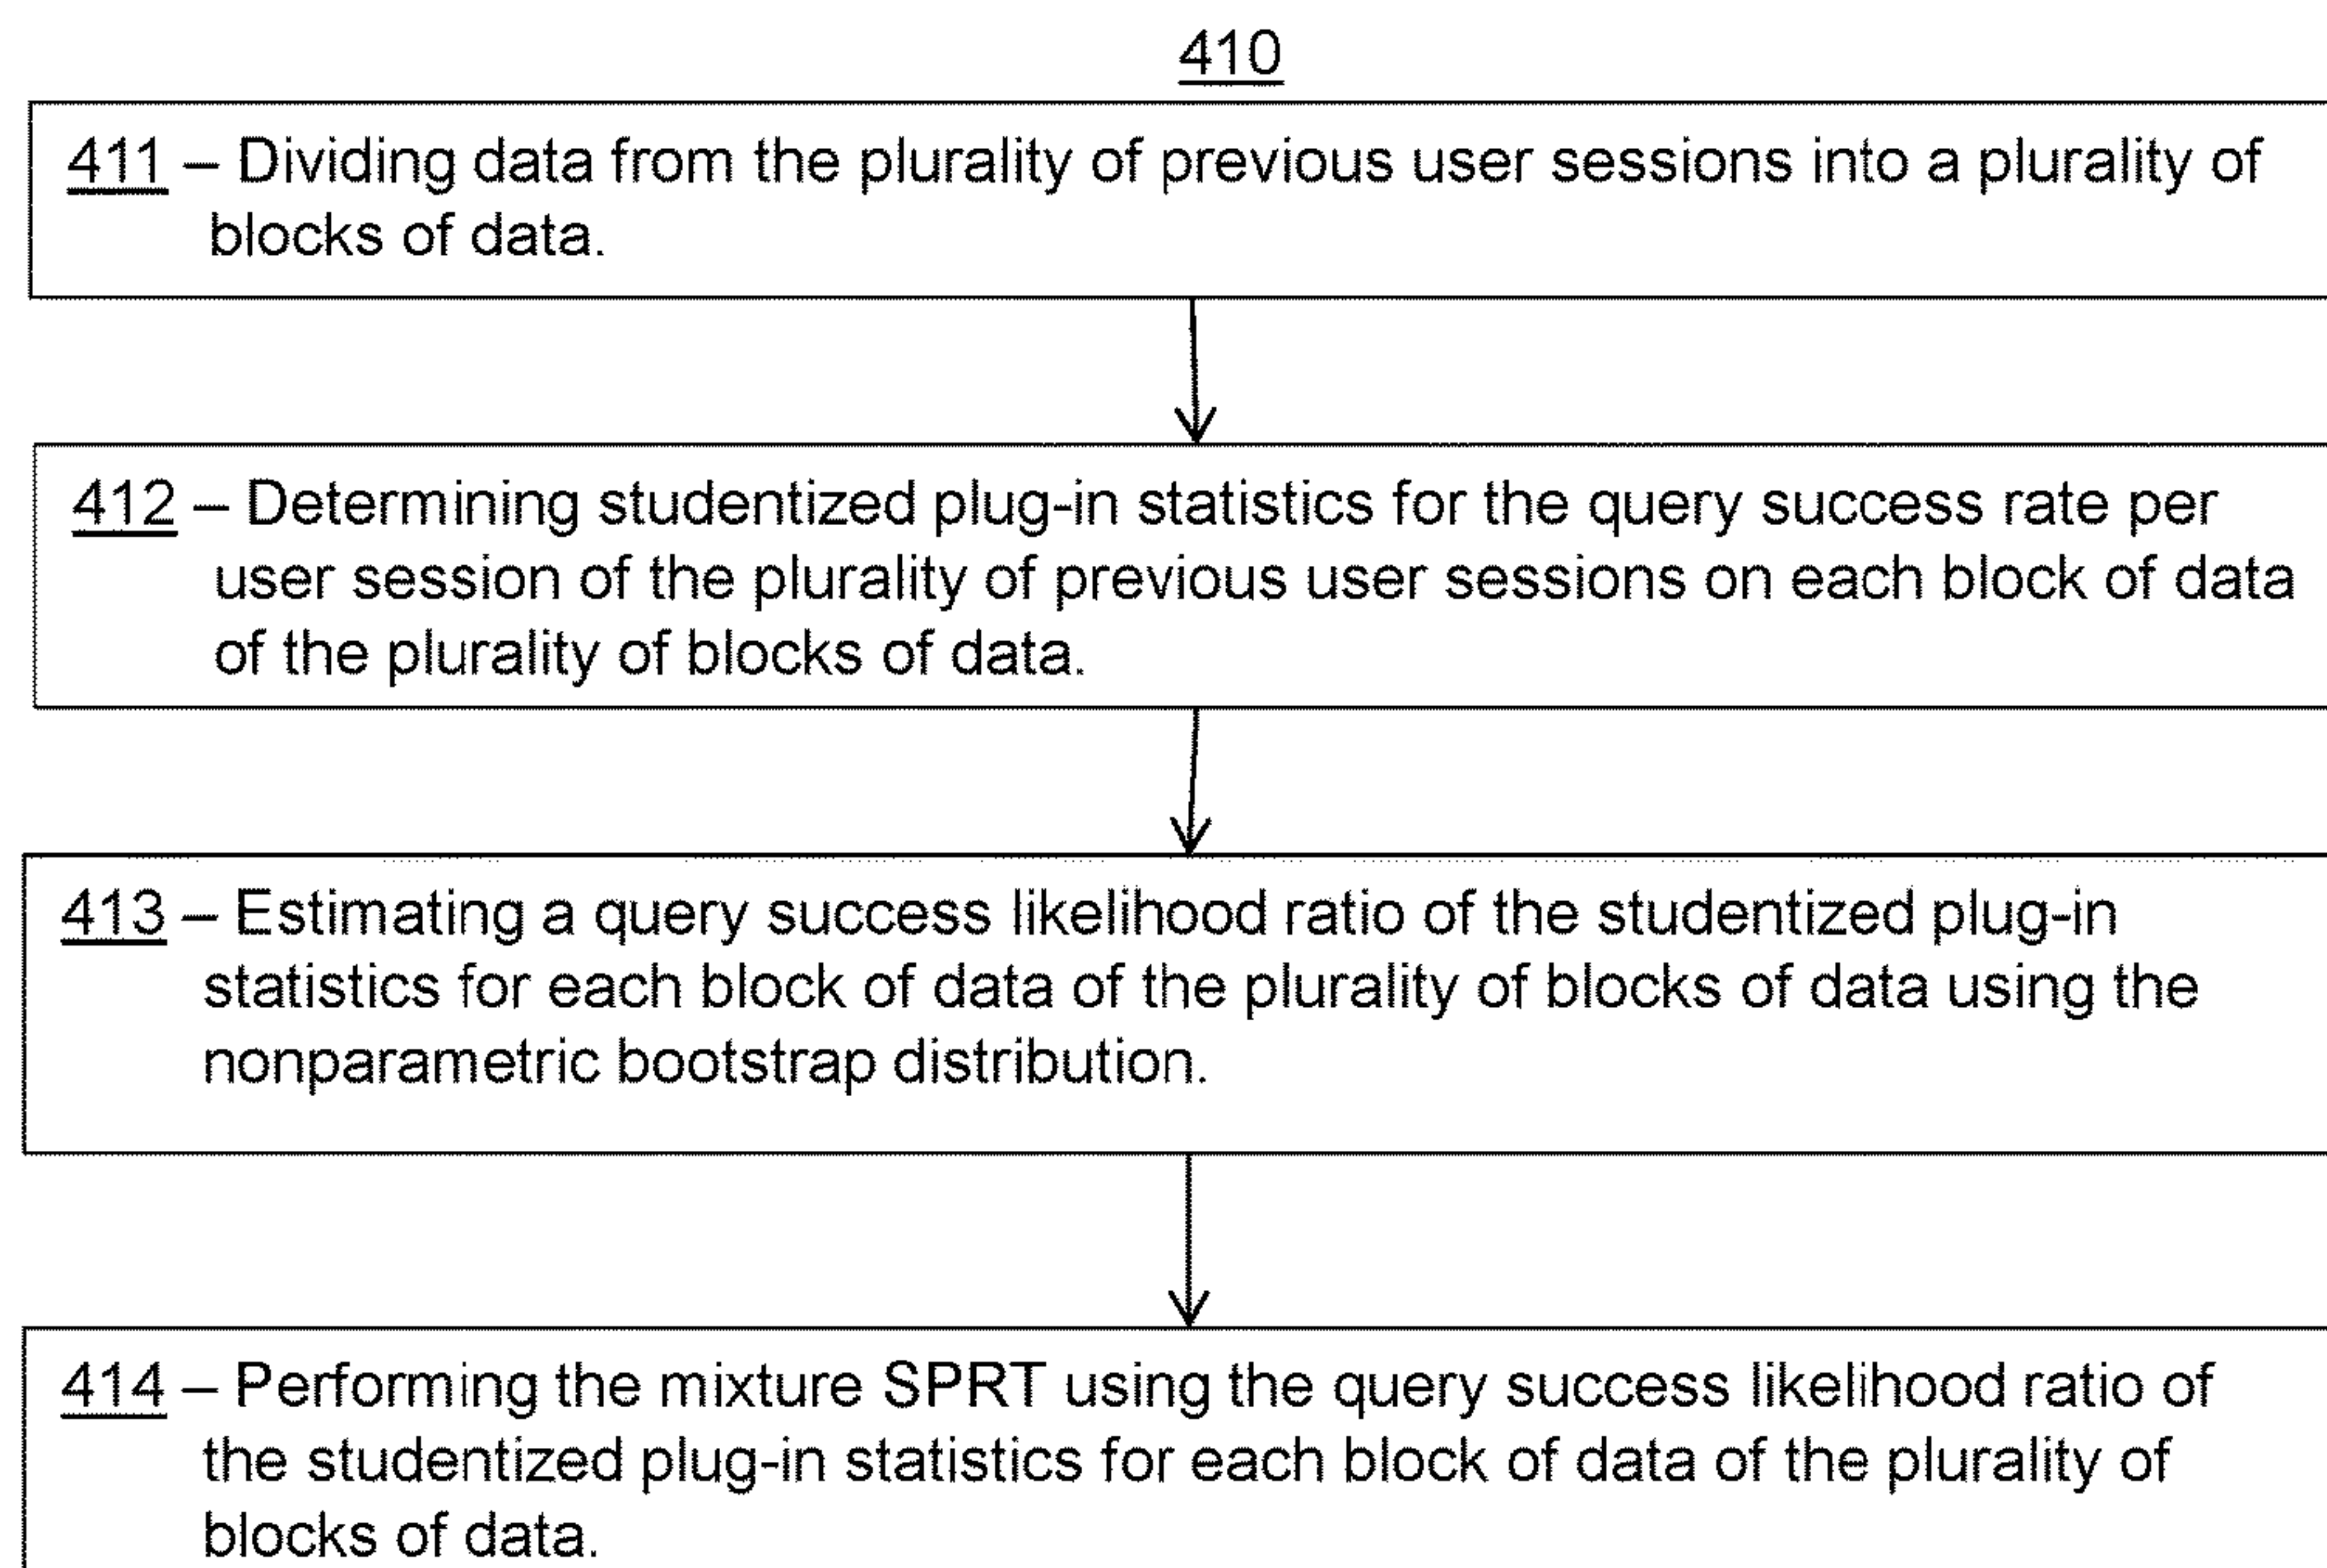 410
411 – Dividing data from the plurality of previous user sessions into a plurality of
blocks of data.
412 – Determining studentized plug-in statistics for the query success rate per
user session of the plurality of previous user sessions on each block of data
of the plurality of blocks of data.
413 – Estimating a query success likelihood ratio of the studentized plug-in
statistics for each block of data of the plurality of blocks of data using the
nonparametric bootstrap distribution.
414 – Performing the mixture SPRT using the query success likelihood ratio of
the studentized plug-in statistics for each block of data of the plurality of
blocks of data.